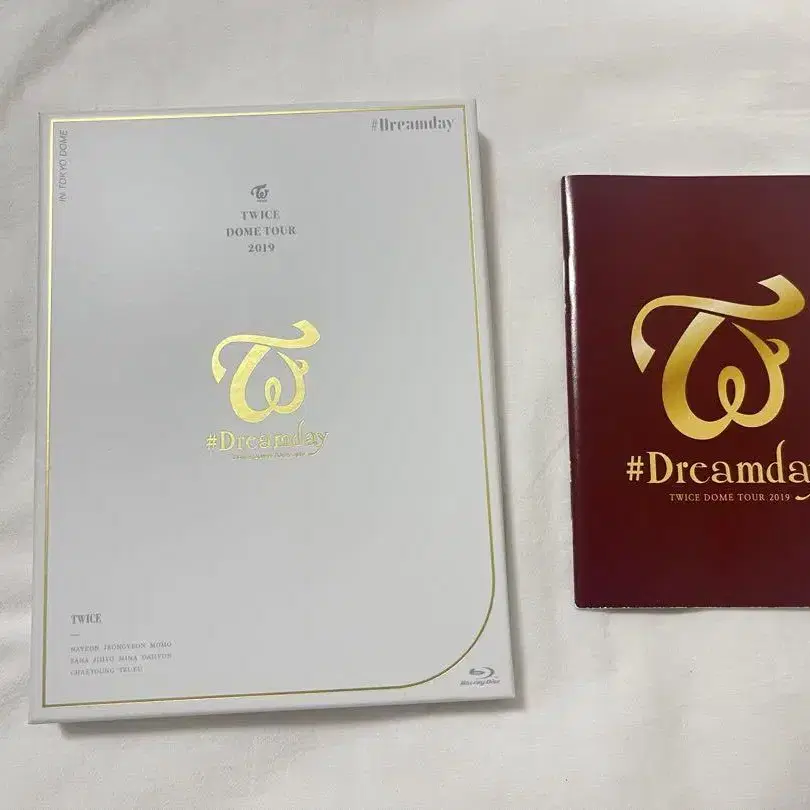 IN TOKYO DOME
#Dreamday
TWICE
DOME TOUR
2019
#Dreamday
TWICE
NAYEON JEONGYEON MOMO
SANA JIHYO MINA DAHYUN
CHAEYOUNG TZUYU
Blu-ray Disc
#Dreamday
TWICE DOME TOUR 2019